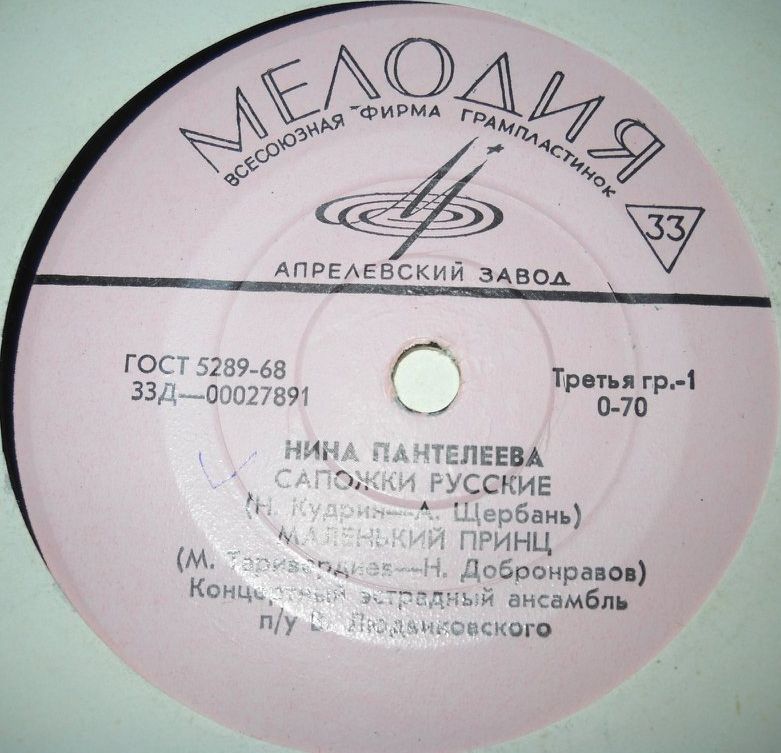 МЕЛОДИЯ
ВСЕСОЮЗНАЯ ФИРМА ГРАМПЛАСТИНОК
33
АПРЕЛЕВСКИЙ ЗАВОД
ГОСТ 5289-68
33Д—00027891
Третья гр.-1
0-70
НИНА ПАНТЕЛЕЕВА
САПОЖКИ РУССКИЕ
(Н. Кудрин—А. Щербань)
МАЛЕНЬКИЙ ПРИНЦ
(М. Таривердиев—Н. Добронравов)
Концертный эстрадный ансамбль
п/у В. Людвиковского